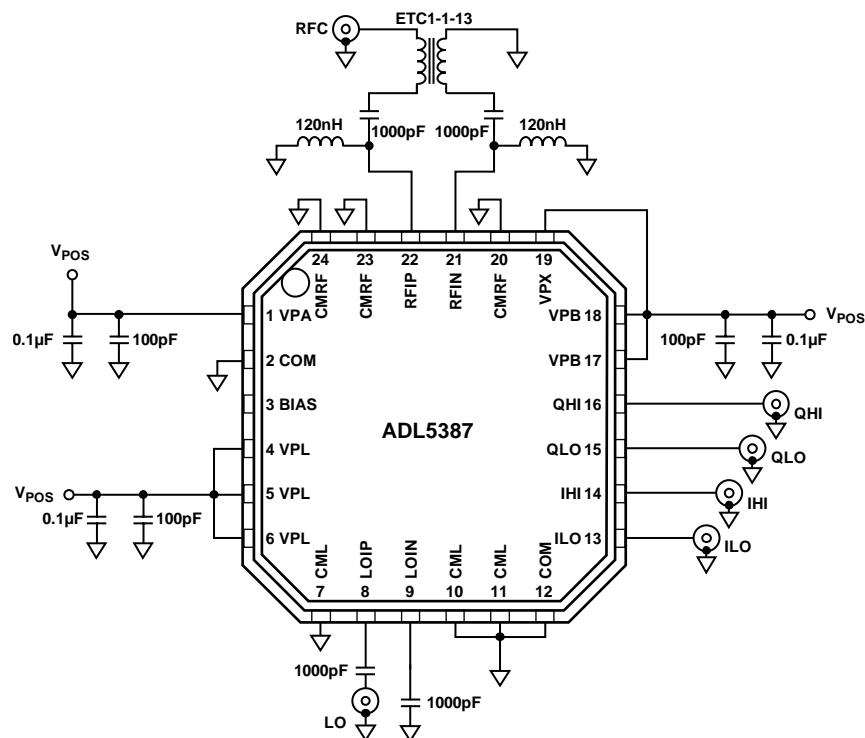 ETC1-1-13
RFC
120nH
1000pF
1000pF
120nH
24
23
22
21
20
19
CMRF
CMRF
RFIP
RFIN
CMRF
VPX
VPOS
0.1µF
100pF
1 VPA
2 COM
3 BIAS
4 VPL
5 VPL
6 VPL
VPOS
0.1µF
100pF
ADL5387
VPB 18
VPB 17
QHI 16
QLO 15
IHI 14
ILO 13
100pF
0.1µF
VPOS
QHI
QLO
IHI
ILO
CML
LOIP
LOIN
CML
CML
COM
7
8
9
10
11
12
1000pF
LO
1000pF